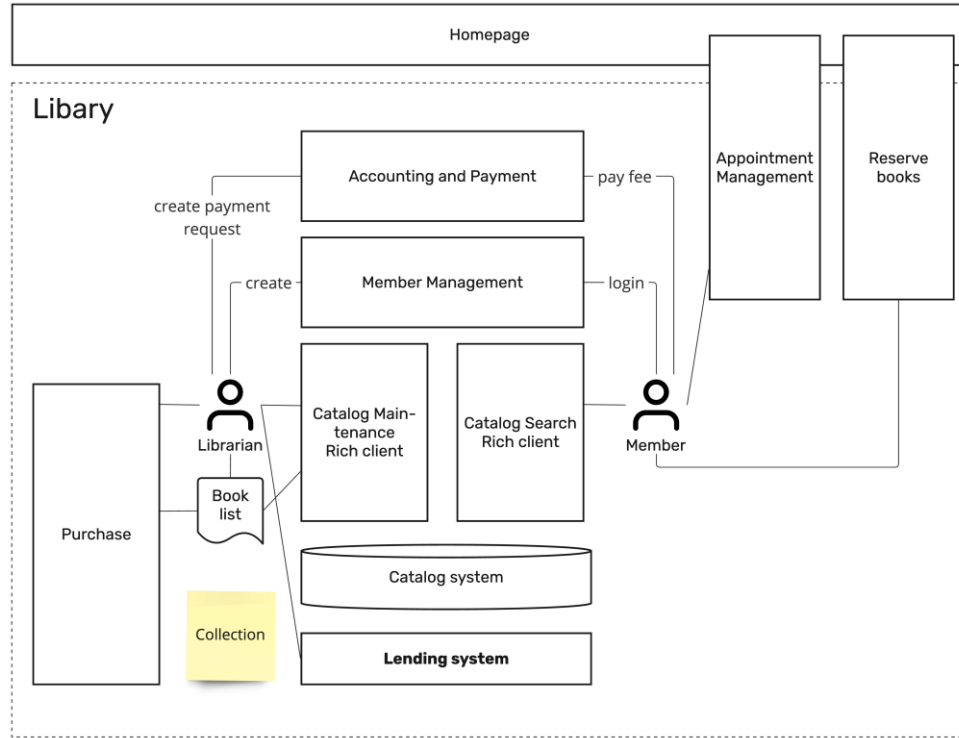 Homepage
Libary
Accounting and Payment
pay fee
Appointment
Management
Reserve
books
create payment
request
create
Member Management
login
Librarian
Catalog Main-
tenance
Rich client
Catalog Search
Rich client
Member
Purchase
Book
list
Catalog system
Collection
Lending system